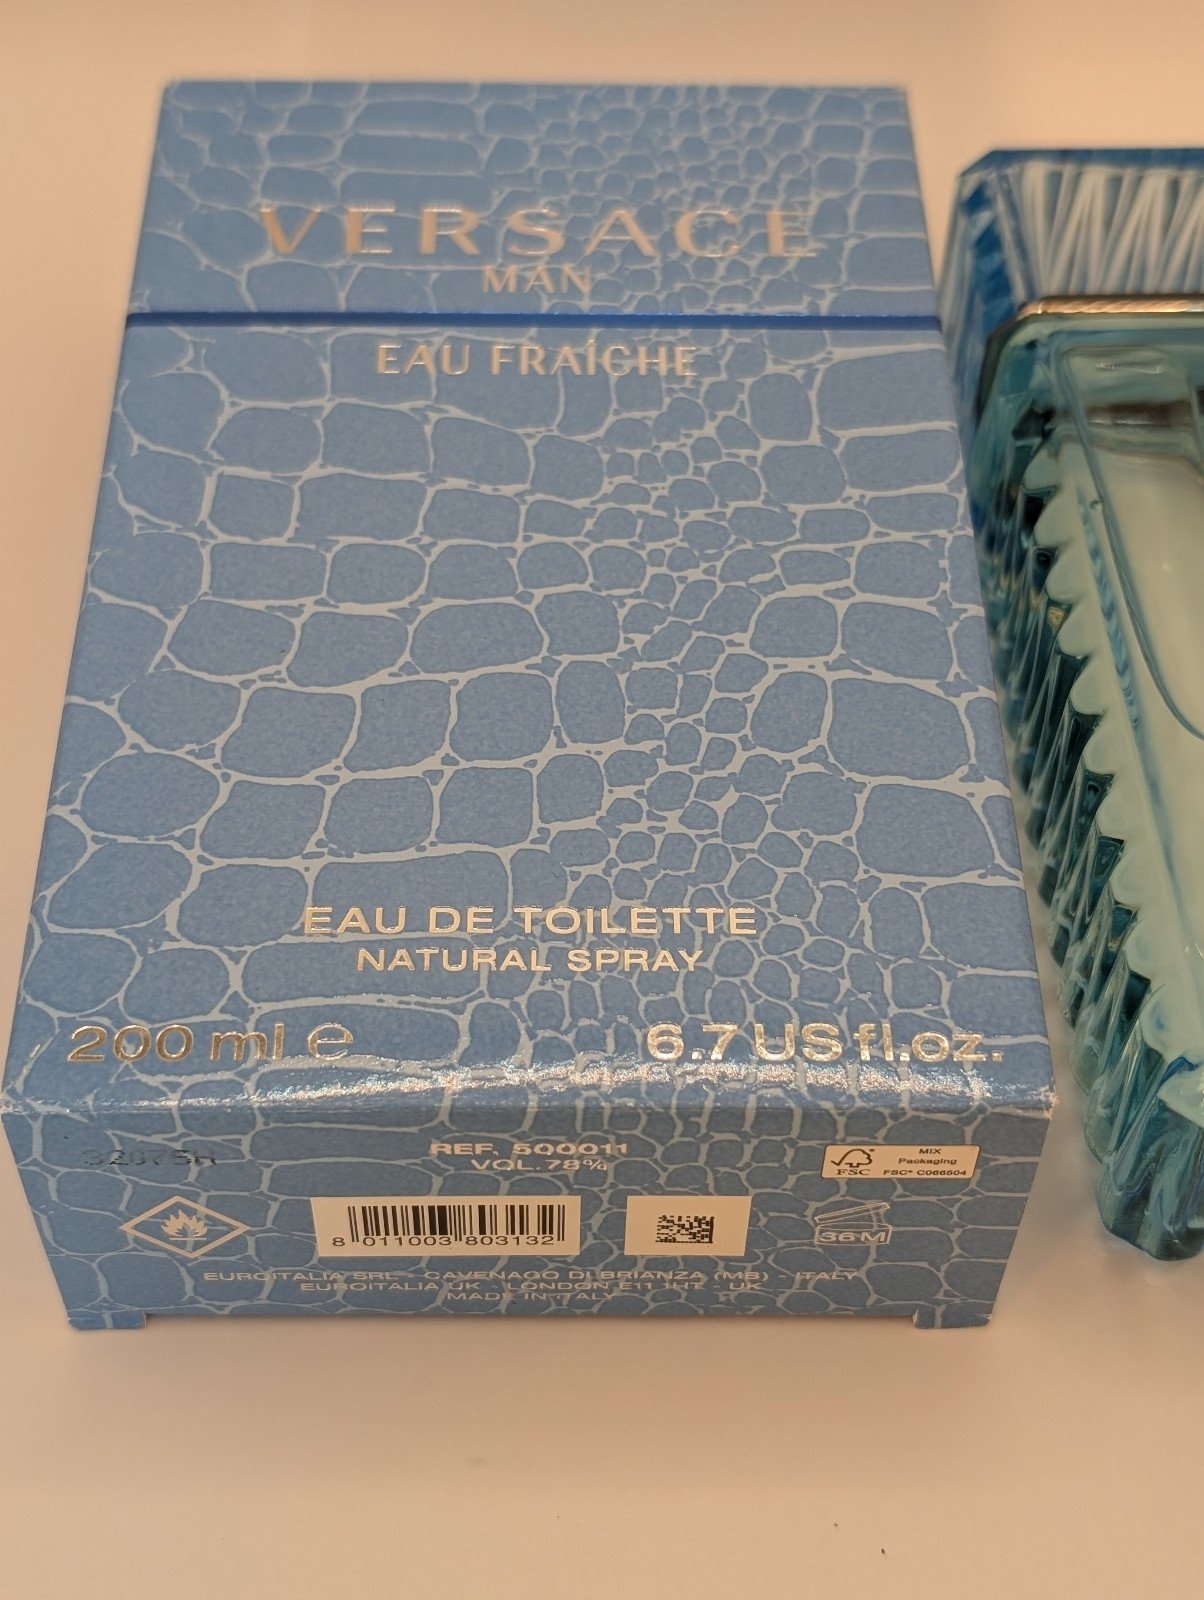 VERSACE
MAN
EAU FRAÎCHE
EAU DE TOILETTE
NATURAL SPRAY
200 ml ℮ 6.7 US fl.oz.
REF. 500011
VOL.78%
MIX
Packaging
FSC FSC® C066504
8 011003 803132
36M
EUROITALIA SRL - CAVENAGO DI BRIANZA (MB) - ITALY
EUROITALIA UK - LONDON E11 1HT - UK
MADE IN ITALY